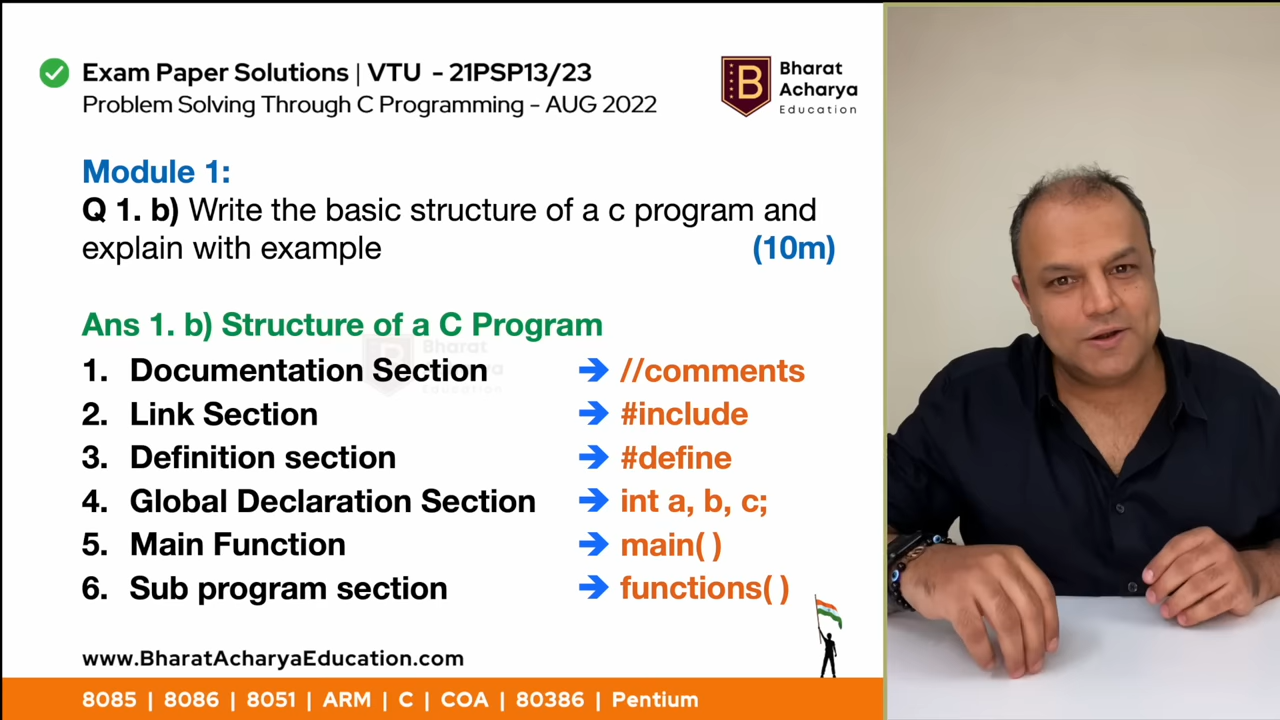 Exam Paper Solutions | VTU - 21PSP13/23
Problem Solving Through C Programming - AUG 2022
B
Bharat
Acharya
Education
Module 1:
Q 1. b) Write the basic structure of a c program and
explain with example (10m)
Ans 1. b) Structure of a C Program
1. Documentation Section → //comments
2. Link Section → #include
3. Definition section → #define
4. Global Declaration Section → int a, b, c;
5. Main Function → main( )
6. Sub program section → functions( )
www.BharatAcharyaEducation.com
8085 | 8086 | 8051 | ARM | C | COA | 80386 | Pentium